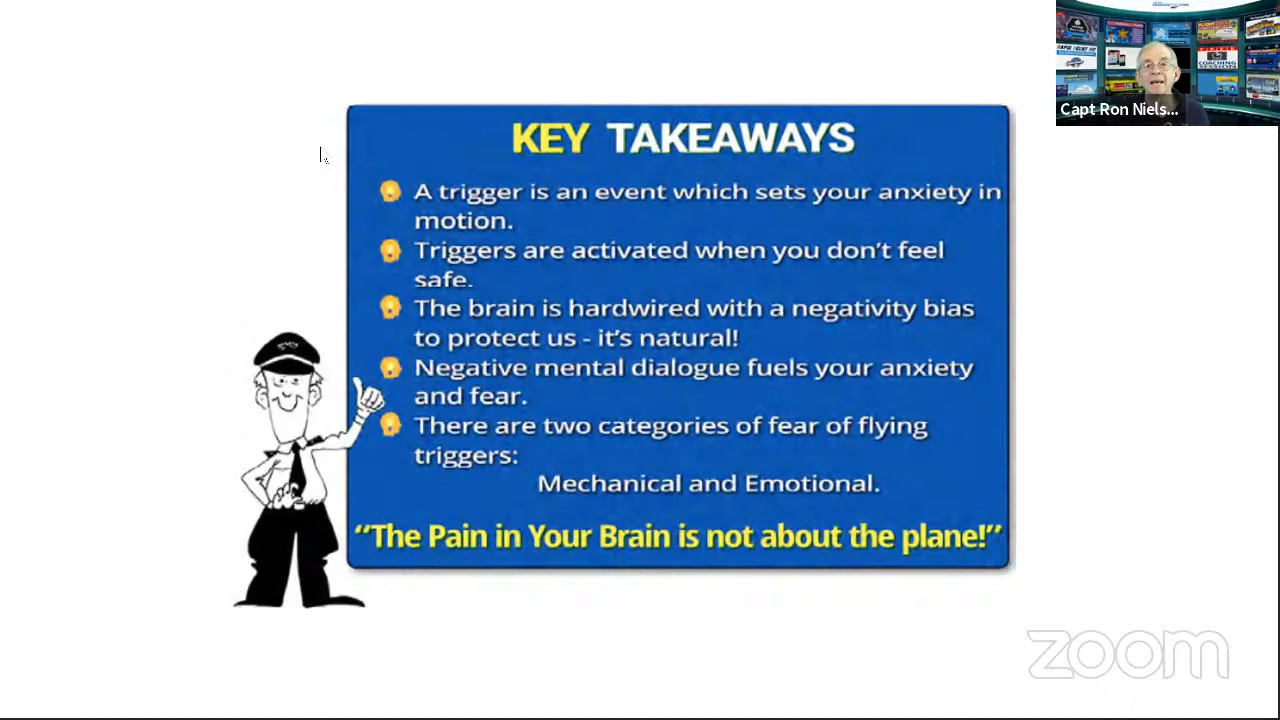 Capt Ron Niels...
KEY TAKEAWAYS
A trigger is an event which sets your anxiety in
motion.
Triggers are activated when you don't feel
safe.
The brain is hardwired with a negativity bias
to protect us - it's natural!
Negative mental dialogue fuels your anxiety
and fear.
There are two categories of fear of flying
triggers:
Mechanical and Emotional.
“The Pain in Your Brain is not about the plane!”
zoom